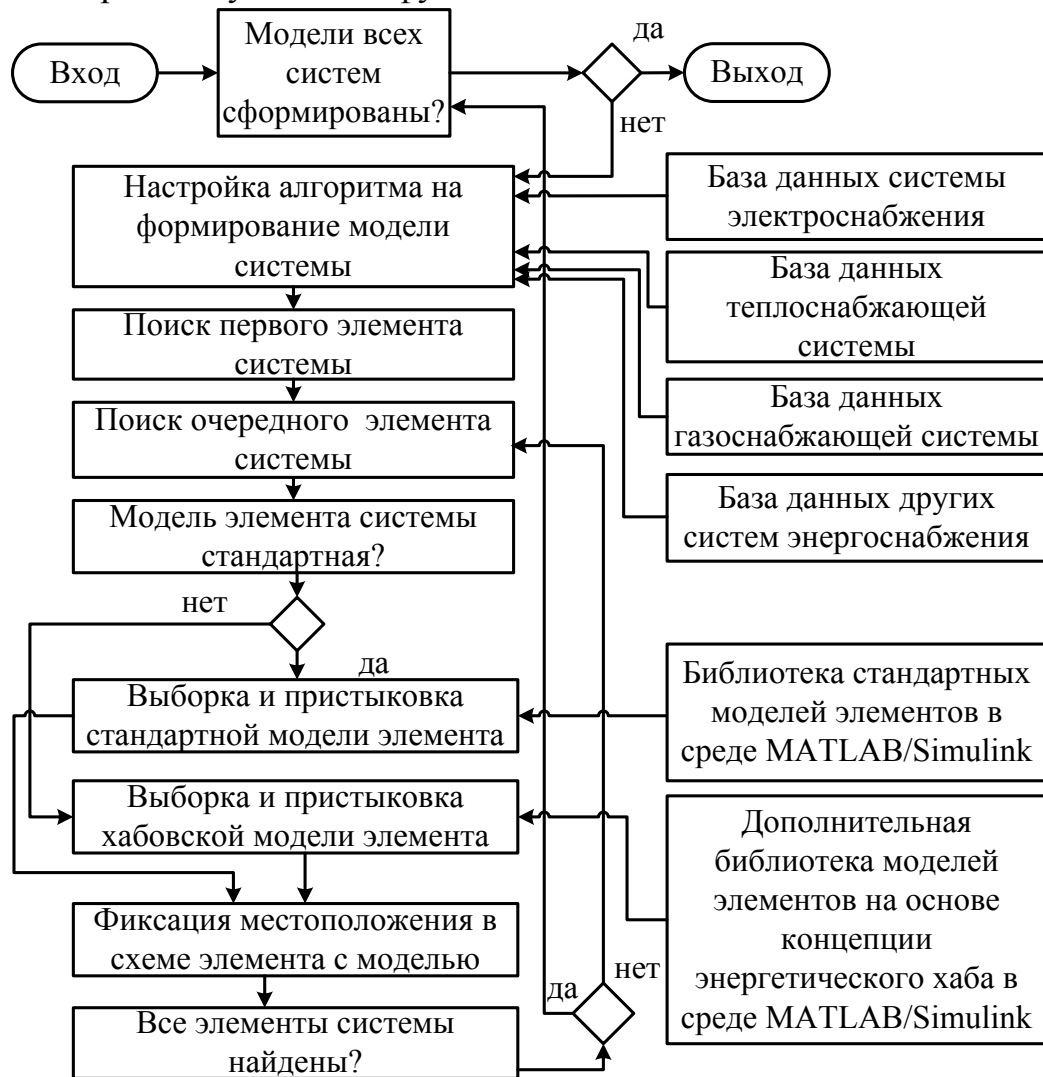 Модели всех
систем
сформированы?
Вход
да
Выход
нет
Настройка алгоритма на
формирование модели
системы
База данных системы
электроснабжения
База данных
теплоснабжающей
системы
Поиск первого элемента
системы
База данных
газоснабжающей системы
Поиск очередного элемента
системы
База данных других
систем энергоснабжения
Модель элемента системы
стандартная?
нет
да
Выборка и пристыковка
стандартной модели элемента
Библиотека стандартных
моделей элементов в
среде MATLAB/Simulink
Выборка и пристыковка
хабовской модели элемента
Дополнительная
библиотека моделей
элементов на основе
концепции
энергетического хаба в
среде MATLAB/Simulink
Фиксация местоположения в
схеме элемента с моделью
да
нет
Все элементы системы
найдены?